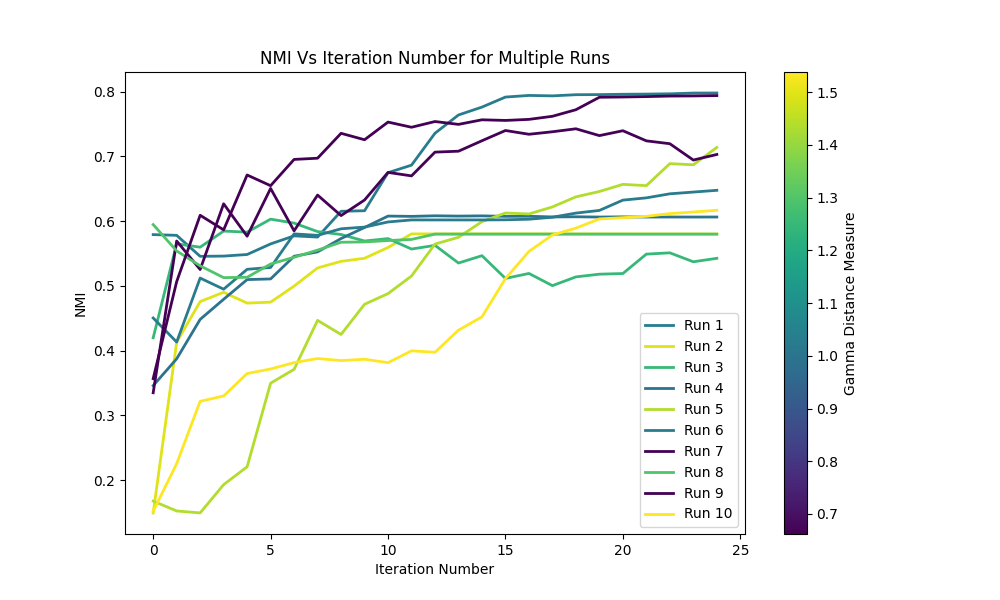 NMI Vs Iteration Number for Multiple Runs
NMI
0.8
0.7
0.6
0.5
0.4
0.3
0.2
0
5
10
15
20
25
Iteration Number
Run 1
Run 2
Run 3
Run 4
Run 5
Run 6
Run 7
Run 8
Run 9
Run 10
1.5
1.4
1.3
1.2
1.1
1.0
0.9
0.8
0.7
Gamma Distance Measure